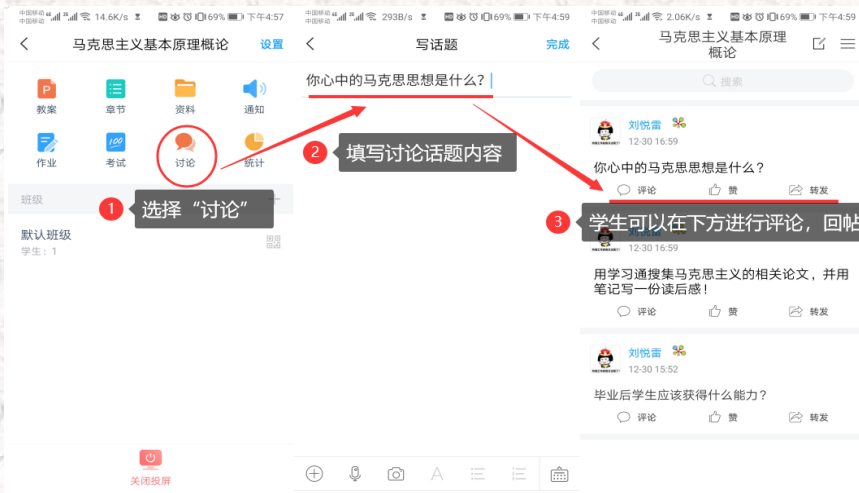 中国移动 14.6K/s 69% 下午4:57
中国移动
马克思主义基本原理概论 设置
教案 章节 资料 通知
作业 考试 讨论 统计
班级
1 选择“讨论”
默认班级
学生：1
关闭投屏
中国移动 293B/s 69% 下午4:59
中国移动
写话题 完成
你心中的马克思思想是什么？
2 填写讨论话题内容
中国移动 2.06K/s 69% 下午4:59
中国移动
马克思主义基本原理
概论
搜索
刘悦雷
12-30 16:59
你心中的马克思思想是什么？
评论 赞 转发
3 学生可以在下方进行评论，回帖
12-30 16:59
用学习通搜集马克思主义的相关论文，并用
笔记写一份读后感！
评论 赞 转发
刘悦雷
12-30 15:52
毕业后学生应该获得什么能力？
评论 赞 转发